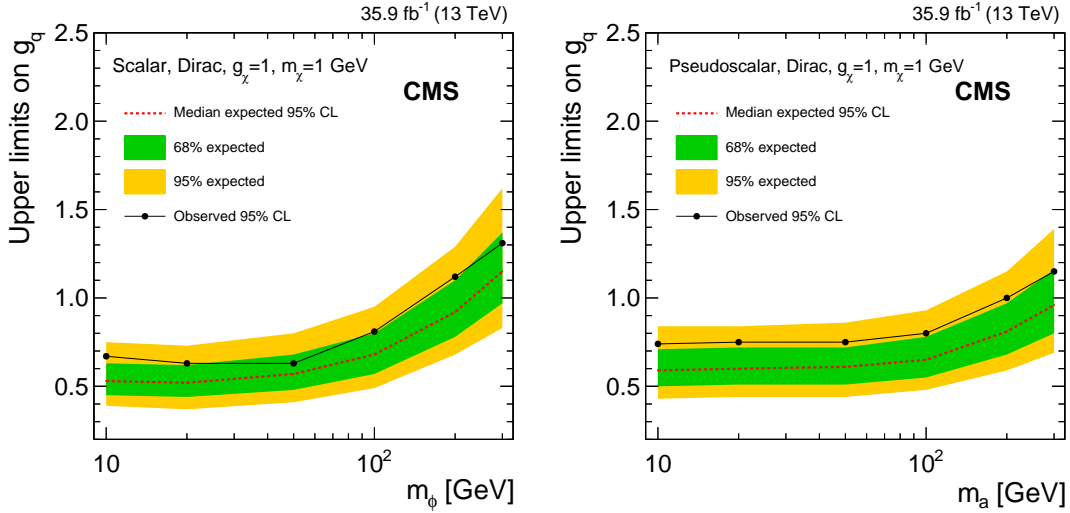 35.9 fb⁻¹ (13 TeV)
Upper limits on g_q
2.5
2.0
1.5
1.0
0.5
Scalar, Dirac, g_χ=1, m_χ=1 GeV
CMS
Median expected 95% CL
68% expected
95% expected
Observed 95% CL
10
10²
m_ϕ [GeV]
35.9 fb⁻¹ (13 TeV)
Upper limits on g_q
2.5
2.0
1.5
1.0
0.5
Pseudoscalar, Dirac, g_χ=1, m_χ=1 GeV
CMS
Median expected 95% CL
68% expected
95% expected
Observed 95% CL
10
10²
m_a [GeV]